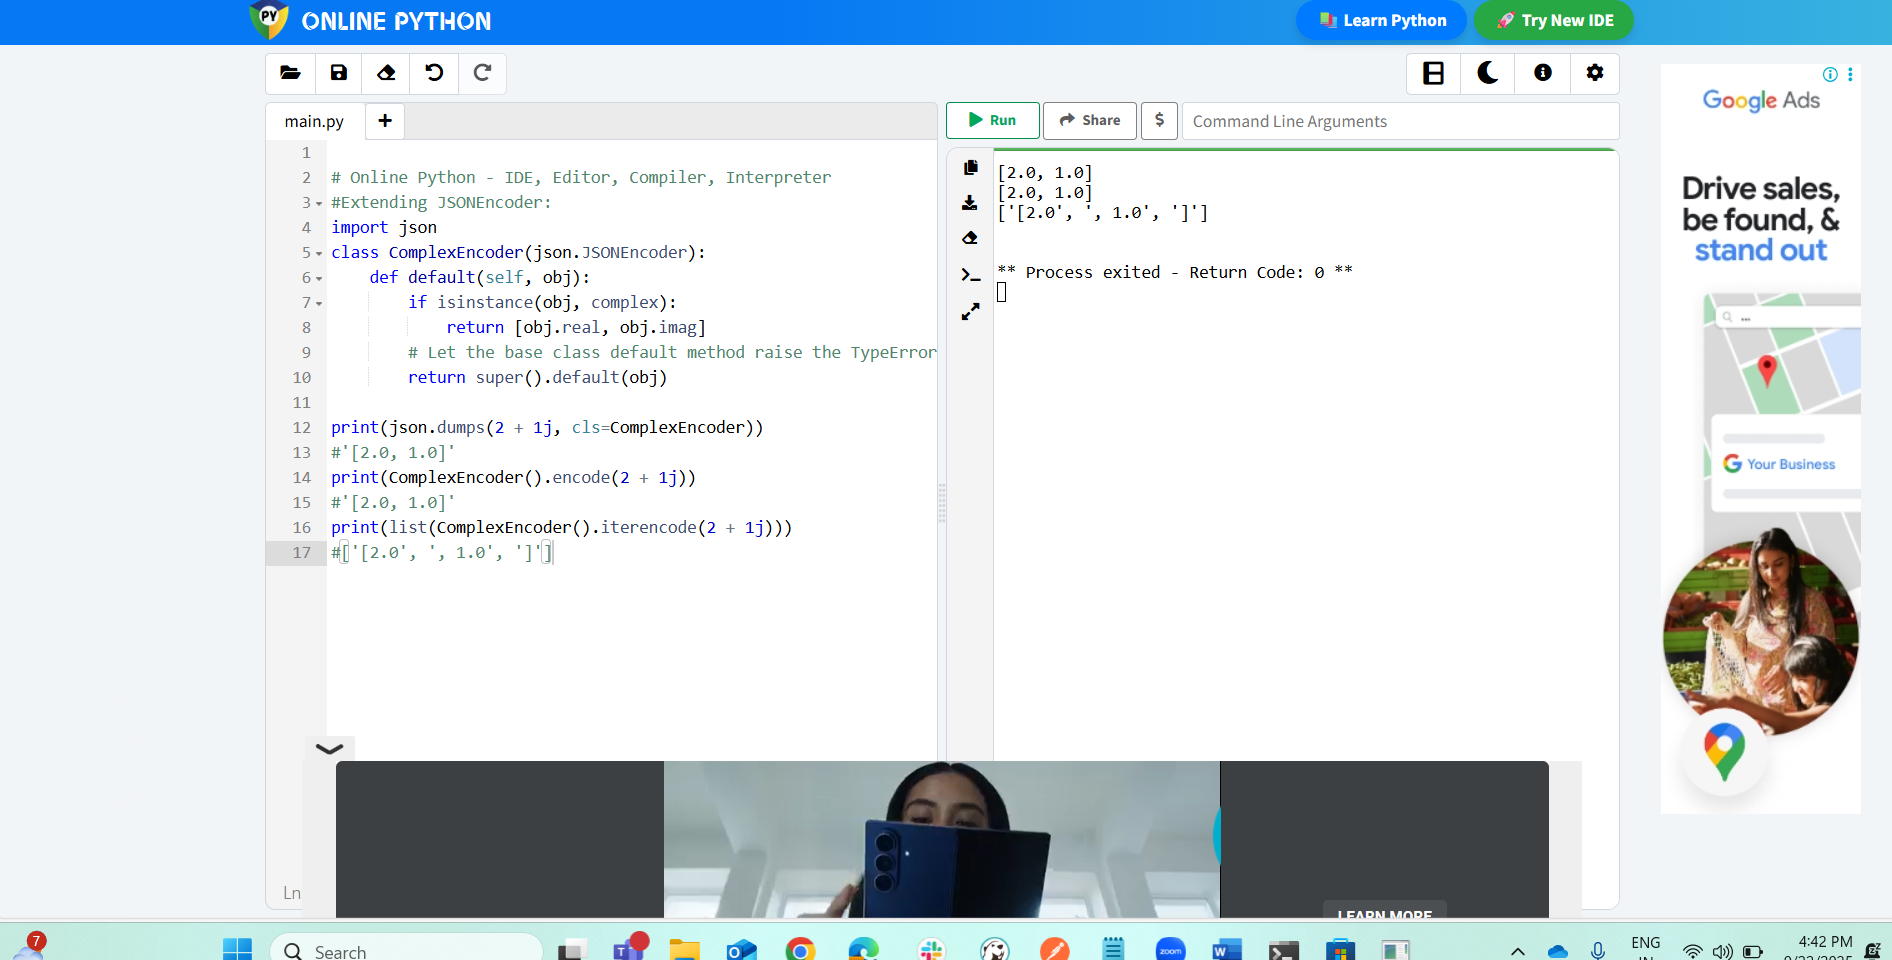 ONLINE PYTHON
Learn Python
Try New IDE
main.py
+
Run
Share
$
Command Line Arguments
1
2 # Online Python - IDE, Editor, Compiler, Interpreter
3 #Extending JSONEncoder:
4 import json
5 class ComplexEncoder(json.JSONEncoder):
6     def default(self, obj):
7         if isinstance(obj, complex):
8             return [obj.real, obj.imag]
9         # Let the base class default method raise the TypeError
10         return super().default(obj)
11
12 print(json.dumps(2 + 1j, cls=ComplexEncoder))
13 #'[2.0, 1.0]'
14 print(ComplexEncoder().encode(2 + 1j))
15 #'[2.0, 1.0]'
16 print(list(ComplexEncoder().iterencode(2 + 1j)))
17 #['[2.0', ', 1.0', ']']
Ln
[2.0, 1.0]
[2.0, 1.0]
['[2.0', ', 1.0', ']']
** Process exited - Return Code: 0 **
Google Ads
Drive sales,
be found, &
stand out
...
Your Business
LEARN MORE
7
Search
zoom
ENG
4:42 PM